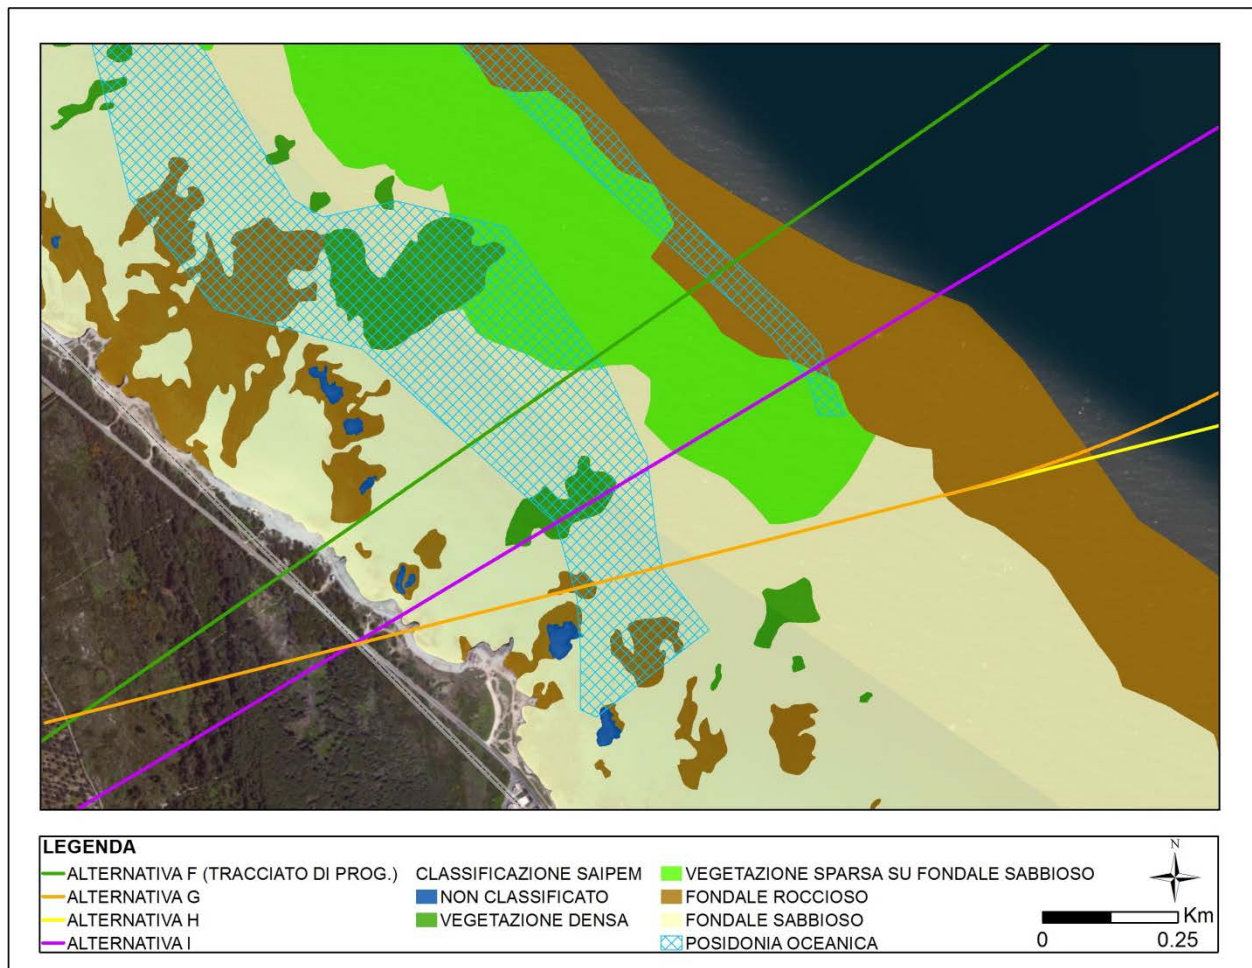 LEGENDA
ALTERNATIVA F (TRACCIATO DI PROG.)
ALTERNATIVA G
ALTERNATIVA H
ALTERNATIVA I
CLASSIFICAZIONE SAIPEM
NON CLASSIFICATO
VEGETAZIONE DENSA
VEGETAZIONE SPARSA SU FONDALE SABBIOSO
FONDALE ROCCIOSO
FONDALE SABBIOSO
POSIDONIA OCEANICA
N
Km
0 0.25